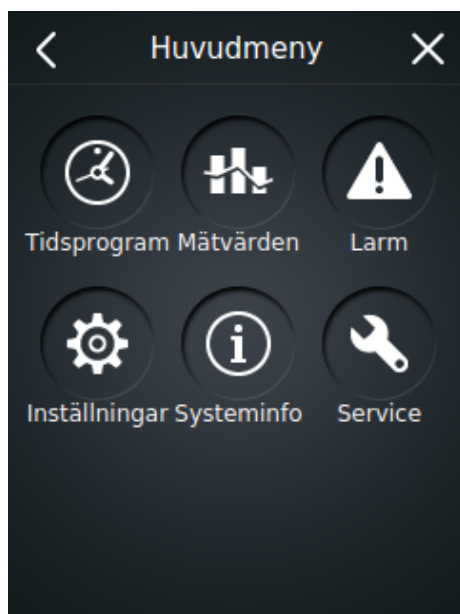 Huvudmeny
Tidsprogram Mätvärden Larm
Inställningar Systeminfo Service